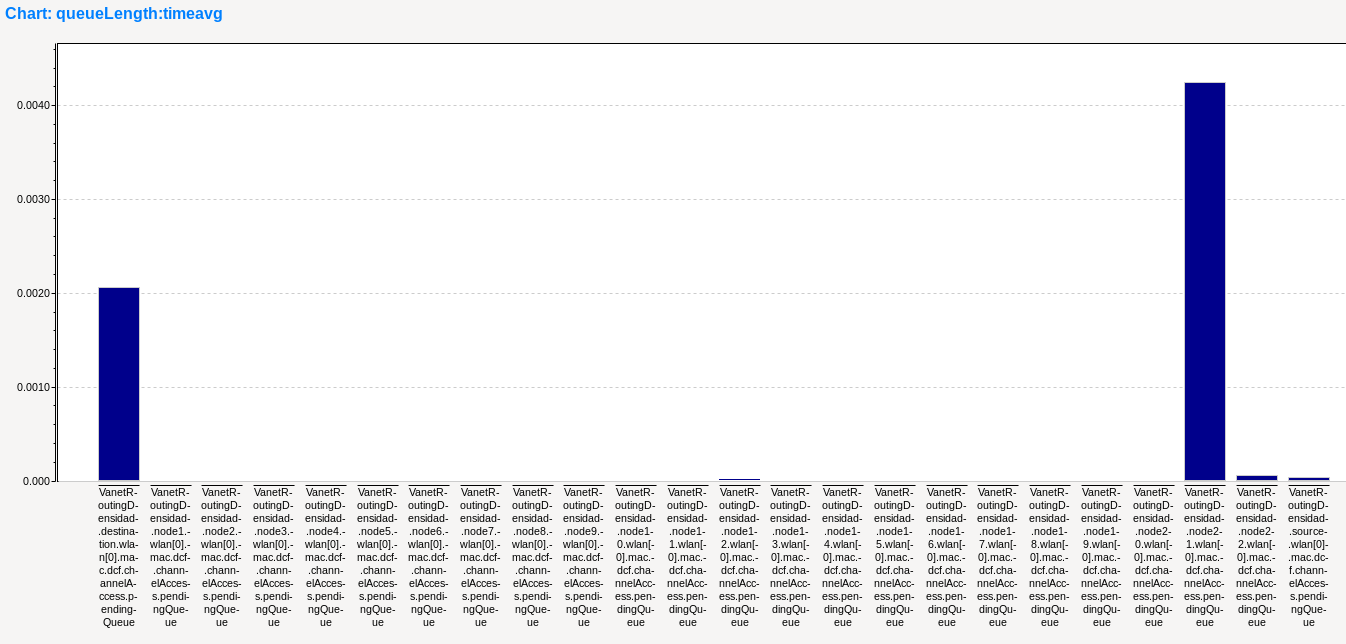 Chart: queueLength:timeavg
0.0040
0.0030
0.0020
0.0010
0.000
VanetR-
outingD-
ensidad-
.destina-
tion.wla-
n[0].ma-
c.dcf.ch-
annelA-
ccess.p-
ending-
Queue
VanetR-
outingD-
ensidad-
.node1.-
wlan[0].-
mac.dcf-
.chann-
elAcces-
s.pendi-
ngQue-
ue
VanetR-
outingD-
ensidad-
.node2.-
wlan[0].-
mac.dcf-
.chann-
elAcces-
s.pendi-
ngQue-
ue
VanetR-
outingD-
ensidad-
.node3.-
wlan[0].-
mac.dcf-
.chann-
elAcces-
s.pendi-
ngQue-
ue
VanetR-
outingD-
ensidad-
.node4.-
wlan[0].-
mac.dcf-
.chann-
elAcces-
s.pendi-
ngQue-
ue
VanetR-
outingD-
ensidad-
.node5.-
wlan[0].-
mac.dcf-
.chann-
elAcces-
s.pendi-
ngQue-
ue
VanetR-
outingD-
ensidad-
.node6.-
wlan[0].-
mac.dcf-
.chann-
elAcces-
s.pendi-
ngQue-
ue
VanetR-
outingD-
ensidad-
.node7.-
wlan[0].-
mac.dcf-
.chann-
elAcces-
s.pendi-
ngQue-
ue
VanetR-
outingD-
ensidad-
.node8.-
wlan[0].-
mac.dcf-
.chann-
elAcces-
s.pendi-
ngQue-
ue
VanetR-
outingD-
ensidad-
.node9.-
wlan[0].-
mac.dcf-
.chann-
elAcces-
s.pendi-
ngQue-
ue
VanetR-
outingD-
ensidad-
.node1-
0.wlan[-
0].mac.-
dcf.cha-
nnelAcc-
ess.pen-
dingQu-
eue
VanetR-
outingD-
ensidad-
.node1-
1.wlan[-
0].mac.-
dcf.cha-
nnelAcc-
ess.pen-
dingQu-
eue
VanetR-
outingD-
ensidad-
.node1-
2.wlan[-
0].mac.-
dcf.cha-
nnelAcc-
ess.pen-
dingQu-
eue
VanetR-
outingD-
ensidad-
.node1-
3.wlan[-
0].mac.-
dcf.cha-
nnelAcc-
ess.pen-
dingQu-
eue
VanetR-
outingD-
ensidad-
.node1-
4.wlan[-
0].mac.-
dcf.cha-
nnelAcc-
ess.pen-
dingQu-
eue
VanetR-
outingD-
ensidad-
.node1-
5.wlan[-
0].mac.-
dcf.cha-
nnelAcc-
ess.pen-
dingQu-
eue
VanetR-
outingD-
ensidad-
.node1-
6.wlan[-
0].mac.-
dcf.cha-
nnelAcc-
ess.pen-
dingQu-
eue
VanetR-
outingD-
ensidad-
.node1-
7.wlan[-
0].mac.-
dcf.cha-
nnelAcc-
ess.pen-
dingQu-
eue
VanetR-
outingD-
ensidad-
.node1-
8.wlan[-
0].mac.-
dcf.cha-
nnelAcc-
ess.pen-
dingQu-
eue
VanetR-
outingD-
ensidad-
.node1-
9.wlan[-
0].mac.-
dcf.cha-
nnelAcc-
ess.pen-
dingQu-
eue
VanetR-
outingD-
ensidad-
.node2-
0.wlan[-
0].mac.-
dcf.cha-
nnelAcc-
ess.pen-
dingQu-
eue
VanetR-
outingD-
ensidad-
.node2-
1.wlan[-
0].mac.-
dcf.cha-
nnelAcc-
ess.pen-
dingQu-
eue
VanetR-
outingD-
ensidad-
.node2-
2.wlan[-
0].mac.-
dcf.cha-
nnelAcc-
ess.pen-
dingQu-
eue
VanetR-
outingD-
ensidad-
.source-
.wlan[0]-
.mac.dc-
f.chann-
elAcces-
s.pendi-
ngQue-
ue